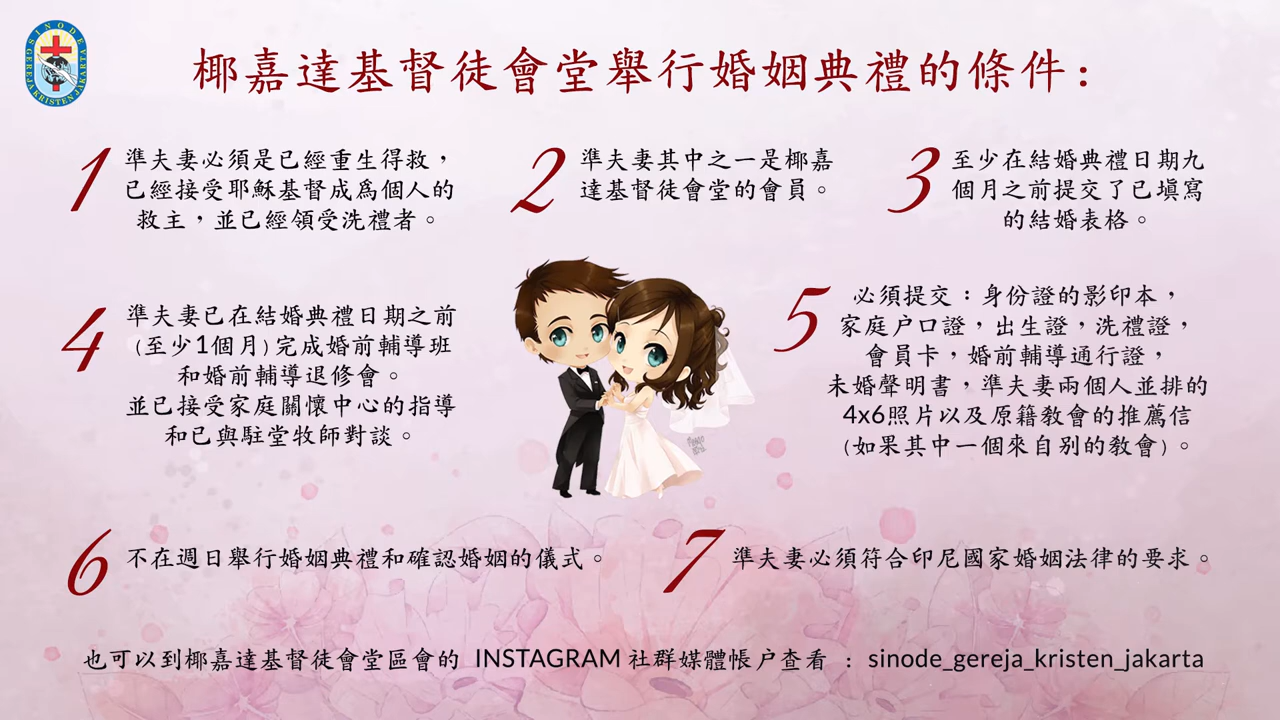 SINODE GEREJA KRISTEN JAKARTA
椰嘉達基督徒會堂舉行婚姻典禮的條件：
1
準夫妻必須是已經重生得救，
已經接受耶穌基督成為個人的
救主，並已經領受洗禮者。
2
準夫妻其中之一是椰嘉
達基督徒會堂的會員。
3
至少在結婚典禮日期九
個月之前提交了已填寫
的結婚表格。
4
準夫妻已在結婚典禮日期之前
(至少1個月)完成婚前輔導班
和婚前輔導退修會。
並已接受家庭關懷中心的指導
和已與駐堂牧師對談。
5
必須提交：身份證的影印本，
家庭户口證，出生證，洗禮證，
會員卡，婚前輔導通行證，
未婚聲明書，準夫妻兩個人並排的
4x6照片以及原籍教會的推薦信
(如果其中一個來自別的教會)。
6
不在週日舉行婚姻典禮和確認婚姻的儀式。
7
準夫妻必須符合印尼國家婚姻法律的要求。
也可以到椰嘉達基督徒會堂區會的 INSTAGRAM 社群媒體帳户查看 ：sinode_gereja_kristen_jakarta